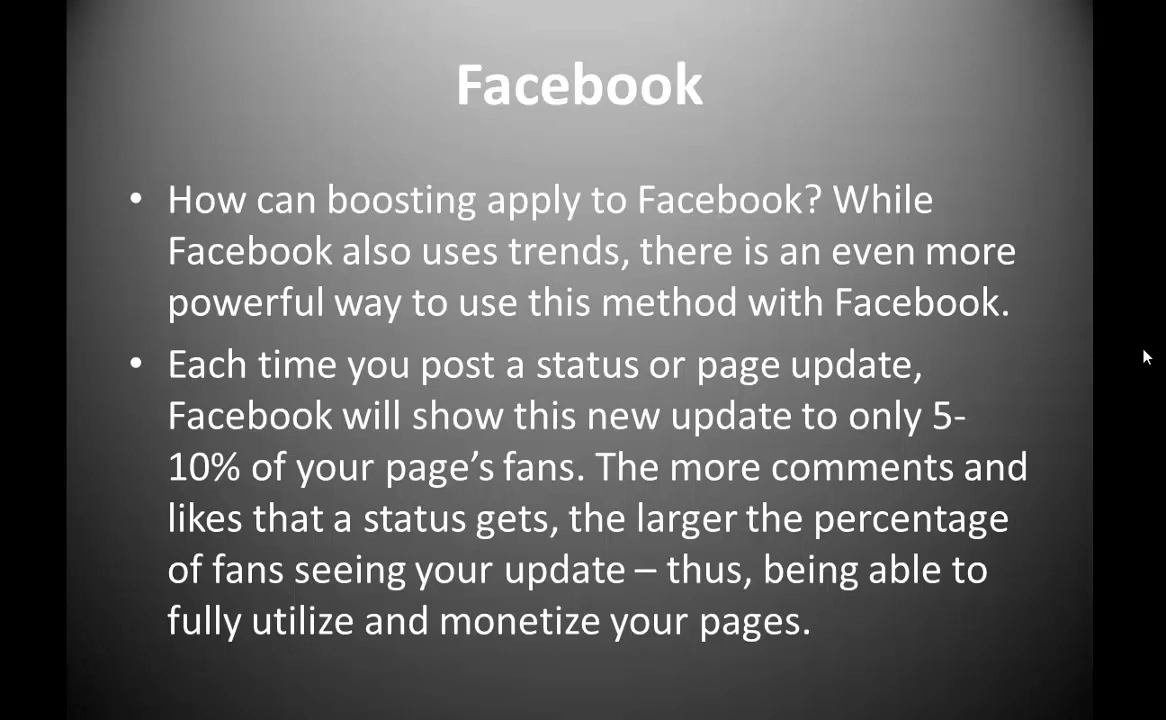 Facebook
• How can boosting apply to Facebook? While
Facebook also uses trends, there is an even more
powerful way to use this method with Facebook.
• Each time you post a status or page update,
Facebook will show this new update to only 5-
10% of your page’s fans. The more comments and
likes that a status gets, the larger the percentage
of fans seeing your update – thus, being able to
fully utilize and monetize your pages.